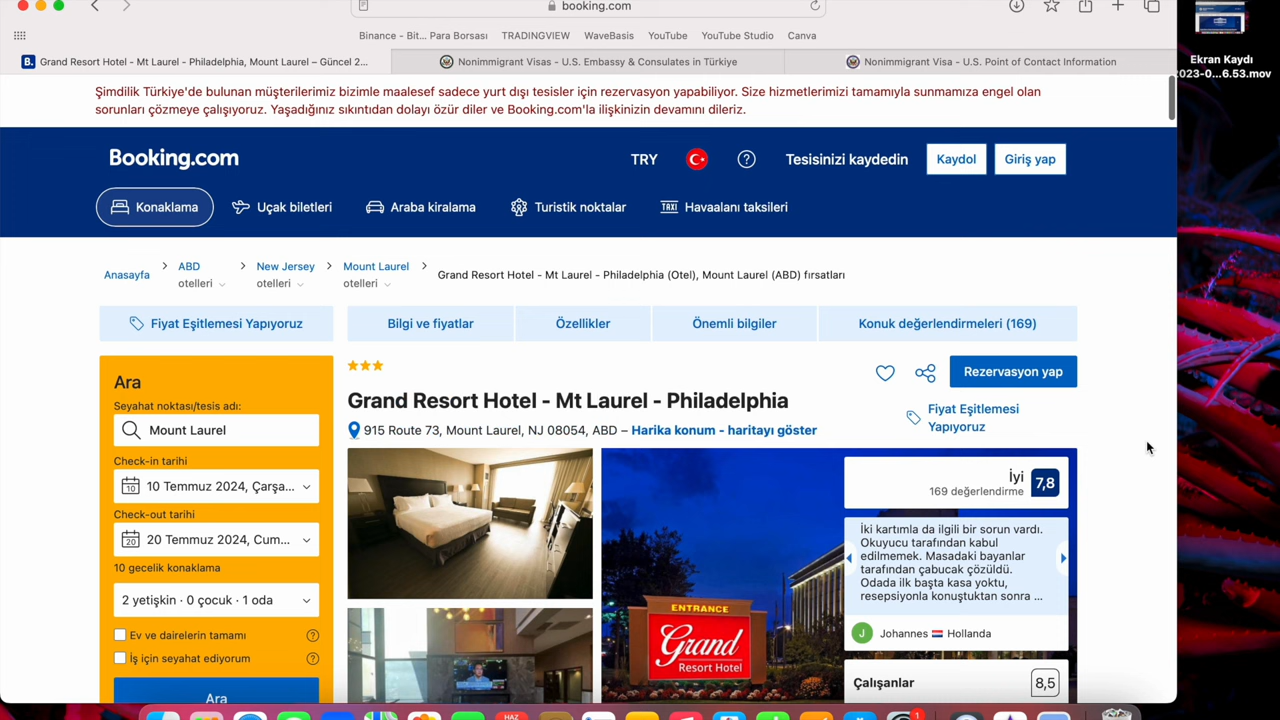 booking.com
Binance - Bit... Para Borsası TRADINGVIEW WaveBasis YouTube YouTube Studio Canva
B. Grand Resort Hotel - Mt Laurel - Philadelphia, Mount Laurel – Güncel 2... Nonimmigrant Visas - U.S. Embassy & Consulates in Türkiye Nonimmigrant Visa - U.S. Point of Contact Information
Ekran Kaydı
2023-0...6.53.mov
Şimdilik Türkiye'de bulunan müşterilerimiz bizimle maalesef sadece yurt dışı tesisler için rezervasyon yapabiliyor. Size hizmetlerimizi tamamıyla sunmamıza engel olan
sorunları çözmeye çalışıyoruz. Yaşadığınız sıkıntıdan dolayı özür diler ve Booking.com'la ilişkinizin devamını dileriz.
Booking.com TRY ? Tesisinizi kaydedin Kaydol Giriş yap
Konaklama Uçak biletleri Araba kiralama Turistik noktalar TAXI Havaalanı taksileri
Anasayfa ABD otelleri New Jersey otelleri Mount Laurel otelleri Grand Resort Hotel - Mt Laurel - Philadelphia (Otel), Mount Laurel (ABD) fırsatları
Fiyat Eşitlemesi Yapıyoruz Bilgi ve fiyatlar Özellikler Önemli bilgiler Konuk değerlendirmeleri (169)
Ara
Seyahat noktası/tesis adı:
Mount Laurel
Check-in tarihi
10 10 Temmuz 2024, Çarşa...
Check-out tarihi
20 20 Temmuz 2024, Cum...
10 gecelik konaklama
2 yetişkin · 0 çocuk · 1 oda
Ev ve dairelerin tamamı ?
İş için seyahat ediyorum ?
Ara
Rezervasyon yap
Grand Resort Hotel - Mt Laurel - Philadelphia
Fiyat Eşitlemesi
Yapıyoruz
915 Route 73, Mount Laurel, NJ 08054, ABD – Harika konum - haritayı göster
İyi
169 değerlendirme
7,8
İki kartımla da ilgili bir sorun vardı.
Okuyucu tarafından kabul
edilmemek. Masadaki bayanlar
tarafından çabucak çözüldü.
Odada ilk başta kasa yoktu,
resepsiyonla konuştuktan sonra ...
J Johannes Hollanda
Çalışanlar 8,5
ENTRANCE
Grand
Resort Hotel
HAZ 1